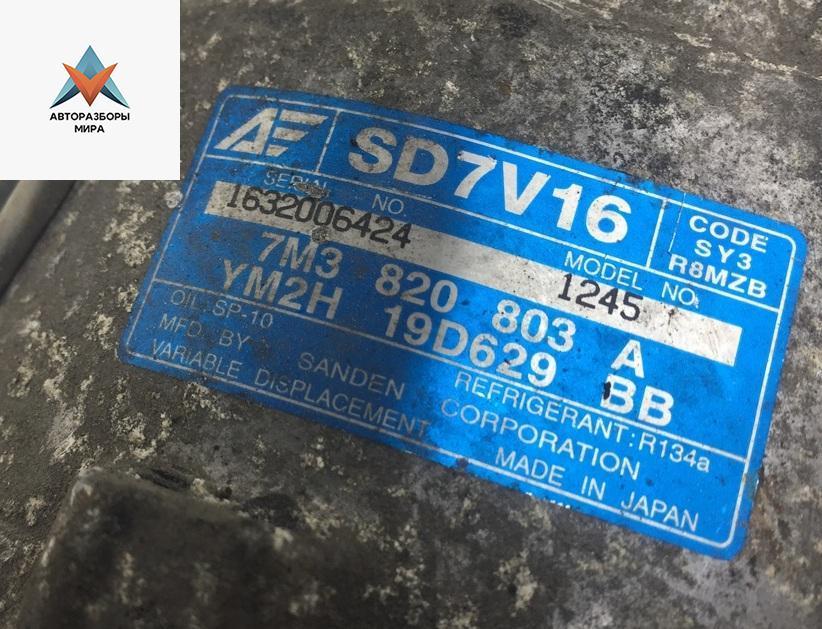 АВТОРАЗБОРЫ
МИРА
SD7V16
CODE
SY3
R8MZB
SERIAL NO.
MODEL NO.
1632006424
1245
7M3 820 803 A
YM2H 19D629 BB
OIL: SP-10
REFRIGERANT: R134a
MFD. BY SANDEN CORPORATION
VARIABLE DISPLACEMENT MADE IN JAPAN